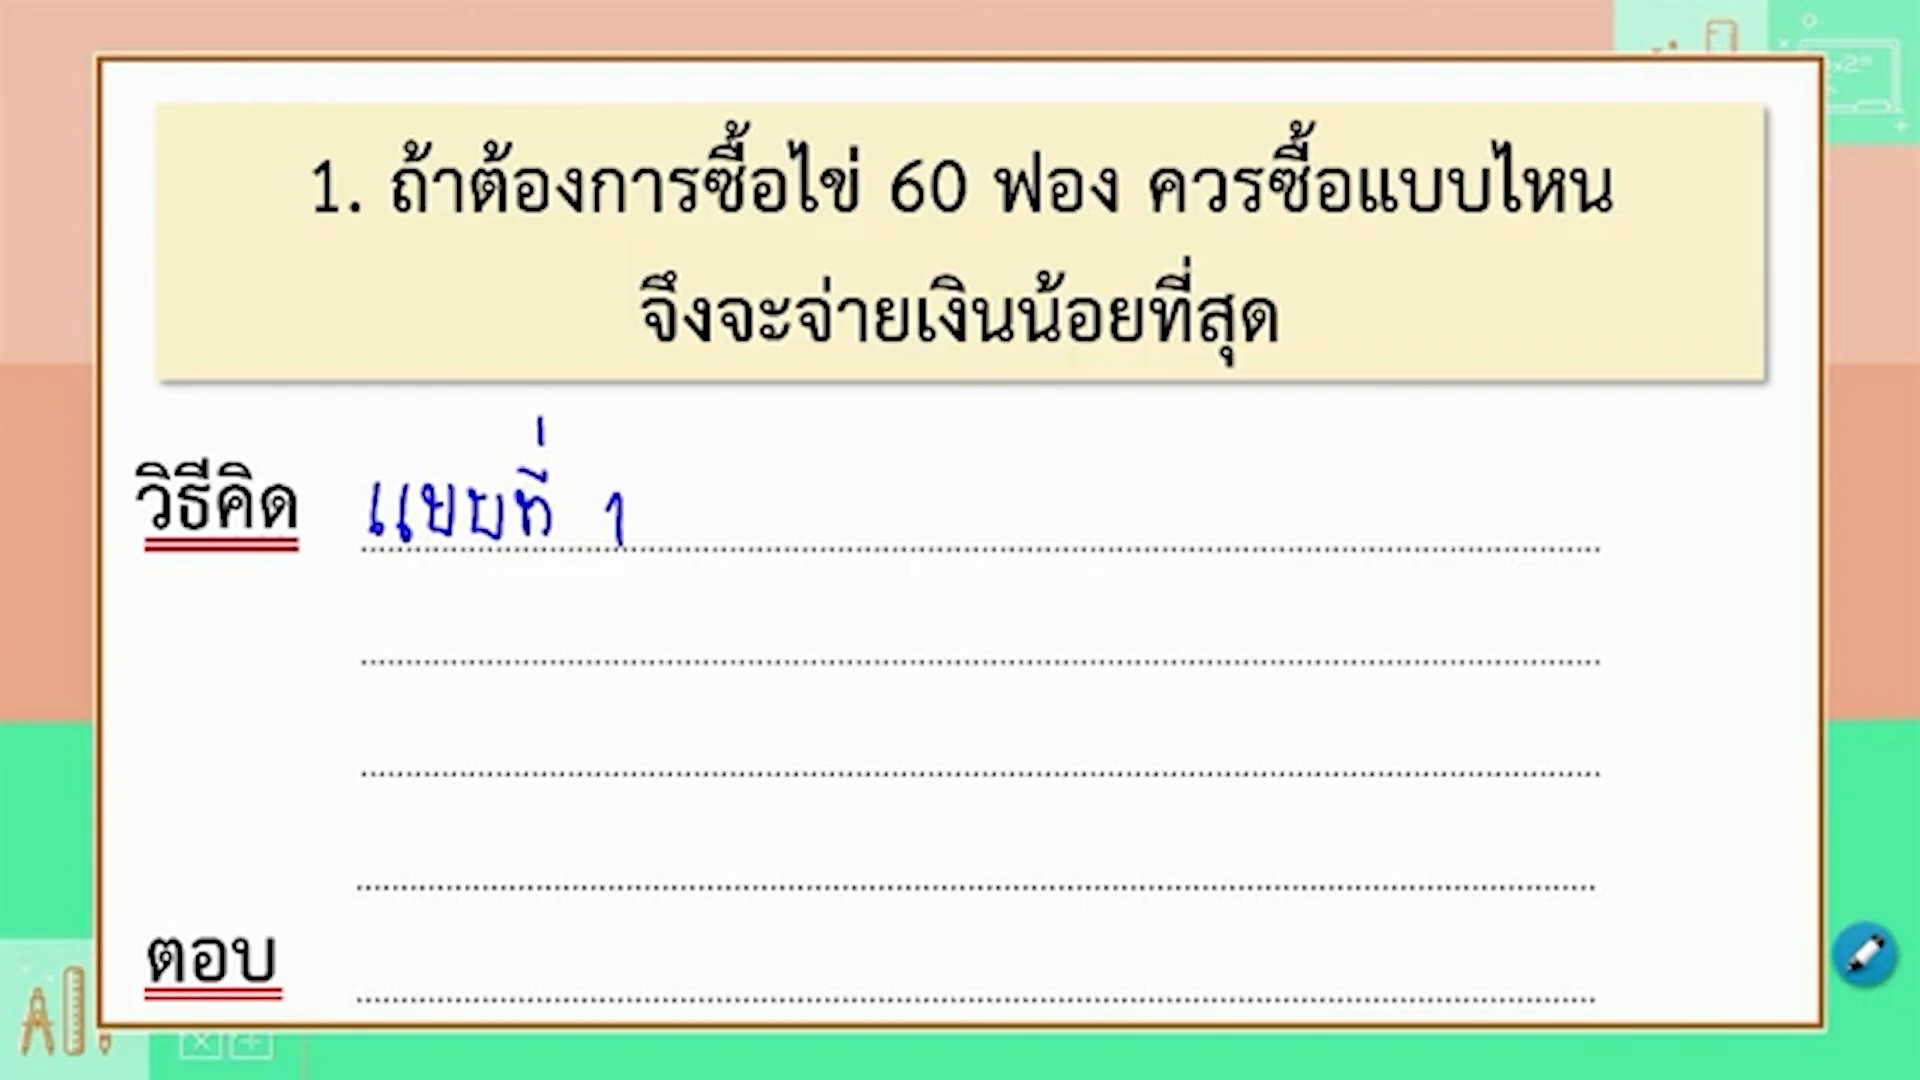 1. ถ้าต้องการซื้อไข่ 60 ฟอง ควรซื้อแบบไหน
จึงจะจ่ายเงินน้อยที่สุด
วิธีคิด แบบที่ 1
ตอบ